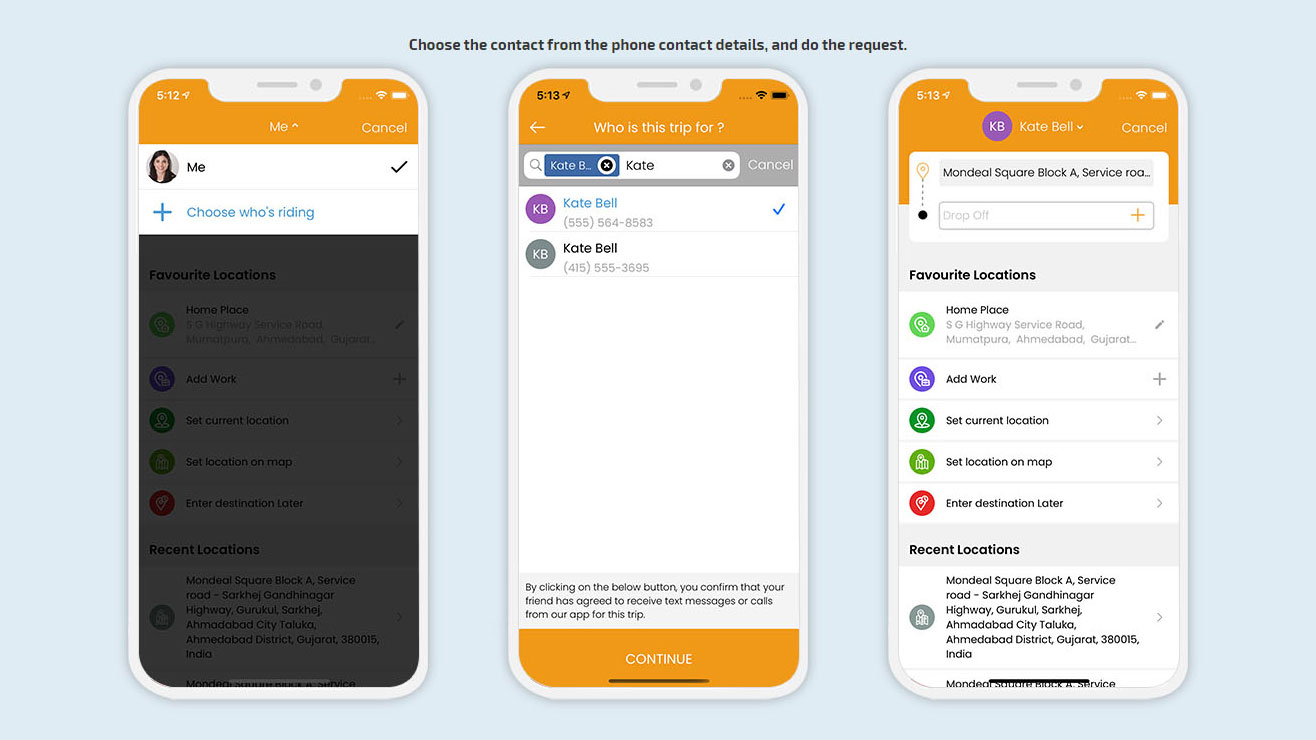 Choose the contact from the phone contact details, and do the request.
5:12
Me
Cancel
Me
Choose who's riding
Favourite Locations
Home Place
S G Highway Service Road,
Mumatpura, Ahmedabad, Gujarat...
Add Work
Set current location
Set location on map
Enter destination Later
Recent Locations
Mondeal Square Block A, Service
road - Sarkhej Gandhinagar
Highway, Gurukul, Sarkhej,
Ahmadabad City Taluka,
Ahmedabad District, Gujarat, 380015,
India
Mondeal Square Block A, Service
5:13
Who is this trip for ?
Kate B... Kate
Cancel
KB
Kate Bell
(555) 564-8583
KB
Kate Bell
(415) 555-3695
By clicking on the below button, you confirm that your
friend has agreed to receive text messages or calls
from our app for this trip.
CONTINUE
5:13
KB Kate Bell
Cancel
Mondeal Square Block A, Service roa...
Drop Off
Favourite Locations
Home Place
S G Highway Service Road,
Mumatpura, Ahmedabad, Gujarat...
Add Work
Set current location
Set location on map
Enter destination Later
Recent Locations
Mondeal Square Block A, Service
road - Sarkhej Gandhinagar
Highway, Gurukul, Sarkhej,
Ahmadabad City Taluka,
Ahmedabad District, Gujarat, 380015,
India
Mondeal Square Block A, Service